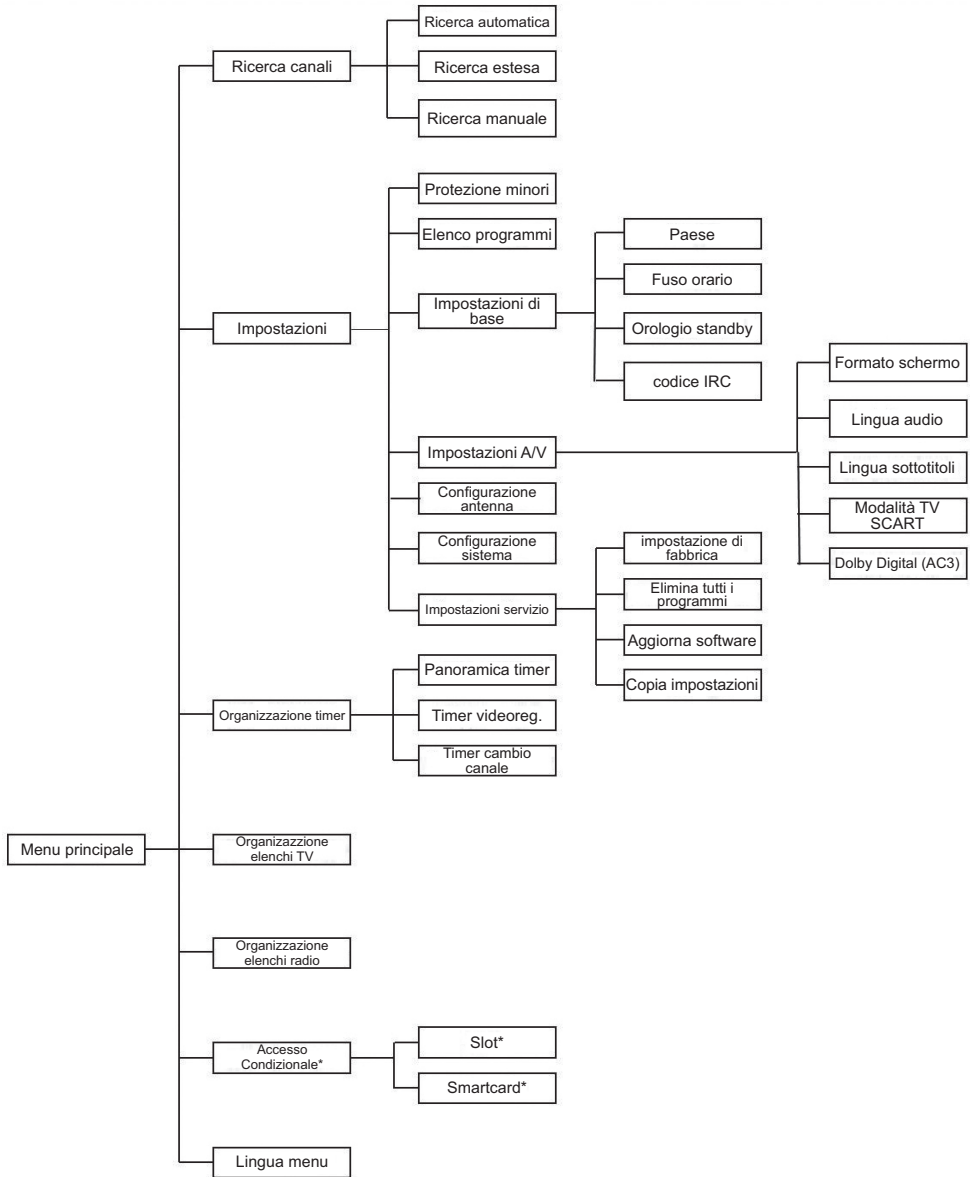 Ricerca automatica
Ricerca canali
Ricerca estesa
Ricerca manuale
Protezione minori
Elenco programmi
Paese
Fuso orario
Impostazioni di
base
Impostazioni
Orologio standby
Formato schermo
codice IRC
Lingua audio
Impostazioni A/V
Lingua sottotitoli
Configurazione
antenna
Modalità TV
SCART
Configurazione
sistema
impostazione di
fabbrica
Dolby Digital (AC3)
Elimina tutti i
programmi
Impostazioni servizio
Aggiorna software
Panoramica timer
Copia impostazioni
Organizzazione timer
Timer videoreg.
Timer cambio
canale
Menu principale
Organizazzione
elenchi TV
Organizzazione
elenchi radio
Accesso
Condizionale*
Slot*
Smartcard*
Lingua menu